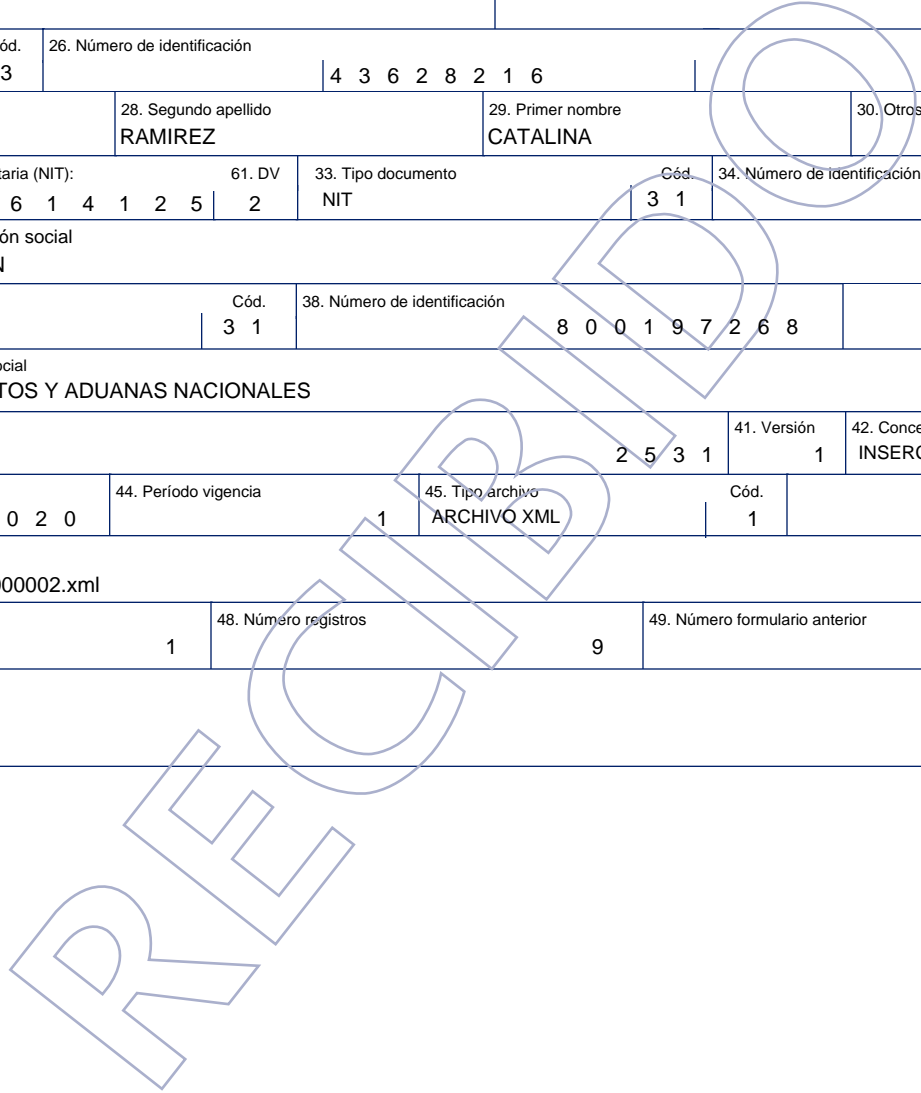 ód. 26. Número de identificación
3 4 3 6 2 8 2 1 6
28. Segundo apellido 29. Primer nombre 30. Otros
RAMIREZ CATALINA
taria (NIT): 61. DV 33. Tipo documento Cód. 34. Número de identificación
6 1 4 1 2 5 2 NIT 3 1
ón social
N
Cód. 38. Número de identificación
3 1 8 0 0 1 9 7 2 6 8
ocial
TOS Y ADUANAS NACIONALES
41. Versión 42. Conce
2 5 3 1 1 INSERC
44. Período vigencia 45. Tipo archivo Cód.
0 2 0 1 ARCHIVO XML 1
000002.xml
48. Número registros 49. Número formulario anterior
1 9
RECIBIDO